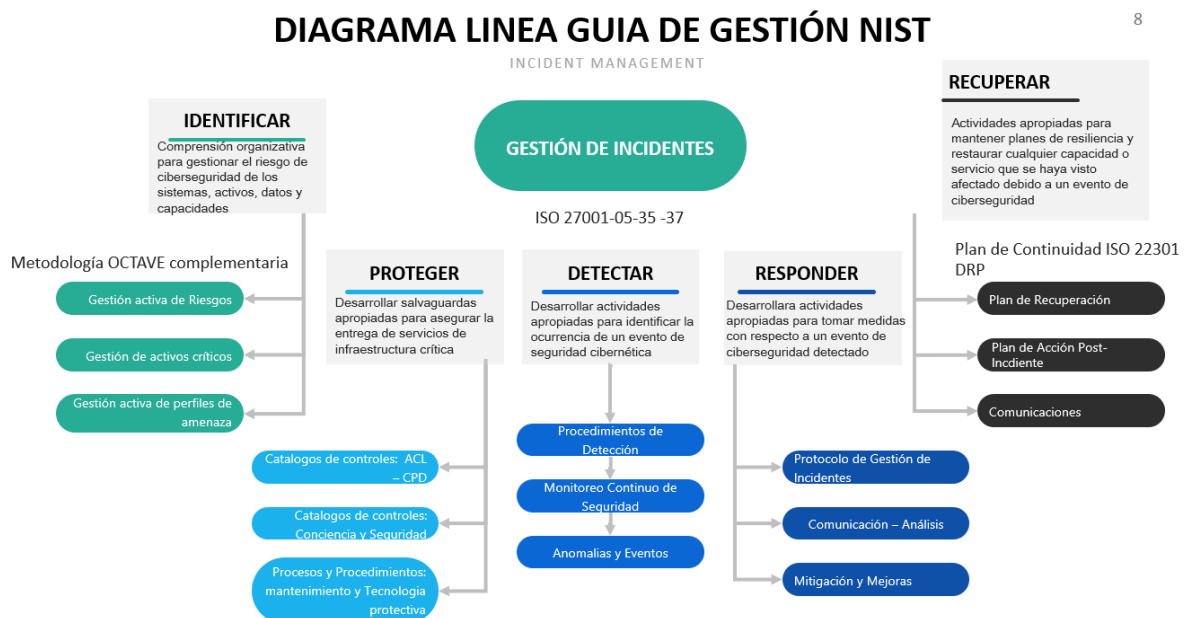 DIAGRAMA LINEA GUIA DE GESTIÓN NIST
8
INCIDENT MANAGEMENT
GESTIÓN DE INCIDENTES
ISO 27001-05-35 -37
IDENTIFICAR
Comprensión organizativa
para gestionar el riesgo de
ciberseguridad de los
sistemas, activos, datos y
capacidades
Metodología OCTAVE complementaria
Gestión activa de Riesgos
Gestión de activos críticos
Gestión activa de perfiles de
amenaza
PROTEGER
Desarrollar salvaguardas
apropiadas para asegurar la
entrega de servicios de
infraestructura crítica
Catalogos de controles: ACL
– CPD
Catalogos de controles:
Conciencia y Seguridad
Procesos y Procedimientos:
mantenimiento y Tecnologia
protectiva
DETECTAR
Desarrollar actividades
apropiadas para identificar la
ocurrencia de un evento de
seguridad cibernética
Procedimientos de
Detección
Monitoreo Continuo de
Seguridad
Anomalias y Eventos
RESPONDER
Desarrollara actividades
apropiadas para tomar medidas
con respecto a un evento de
ciberseguridad detectado
Protocolo de Gestión de
Incidentes
Comunicación – Análisis
Mitigación y Mejoras
RECUPERAR
Actividades apropiadas para
mantener planes de resiliencia y
restaurar cualquier capacidad o
servicio que se haya visto
afectado debido a un evento de
ciberseguridad
Plan de Continuidad ISO 22301
DRP
Plan de Recuperación
Plan de Acción Post-
Incdiente
Comunicaciones